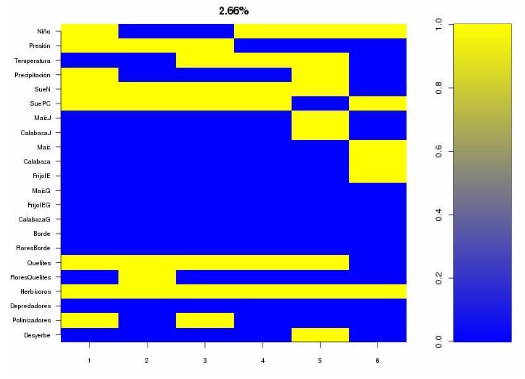 2.66%
Niño
Presión
Temperatura
Precipitación
SueN
SuePC
MaizJ
CalabazaJ
Maiz
Calabaza
FrijolE
MaizG
FrijolEG
CalabazaG
Borde
FloresBorde
Quelites
FloresQuelites
Herbivoros
Depredadores
Polinizadores
Desyerbe
1 2 3 4 5 6
1.0
0.8
0.6
0.4
0.2
0.0